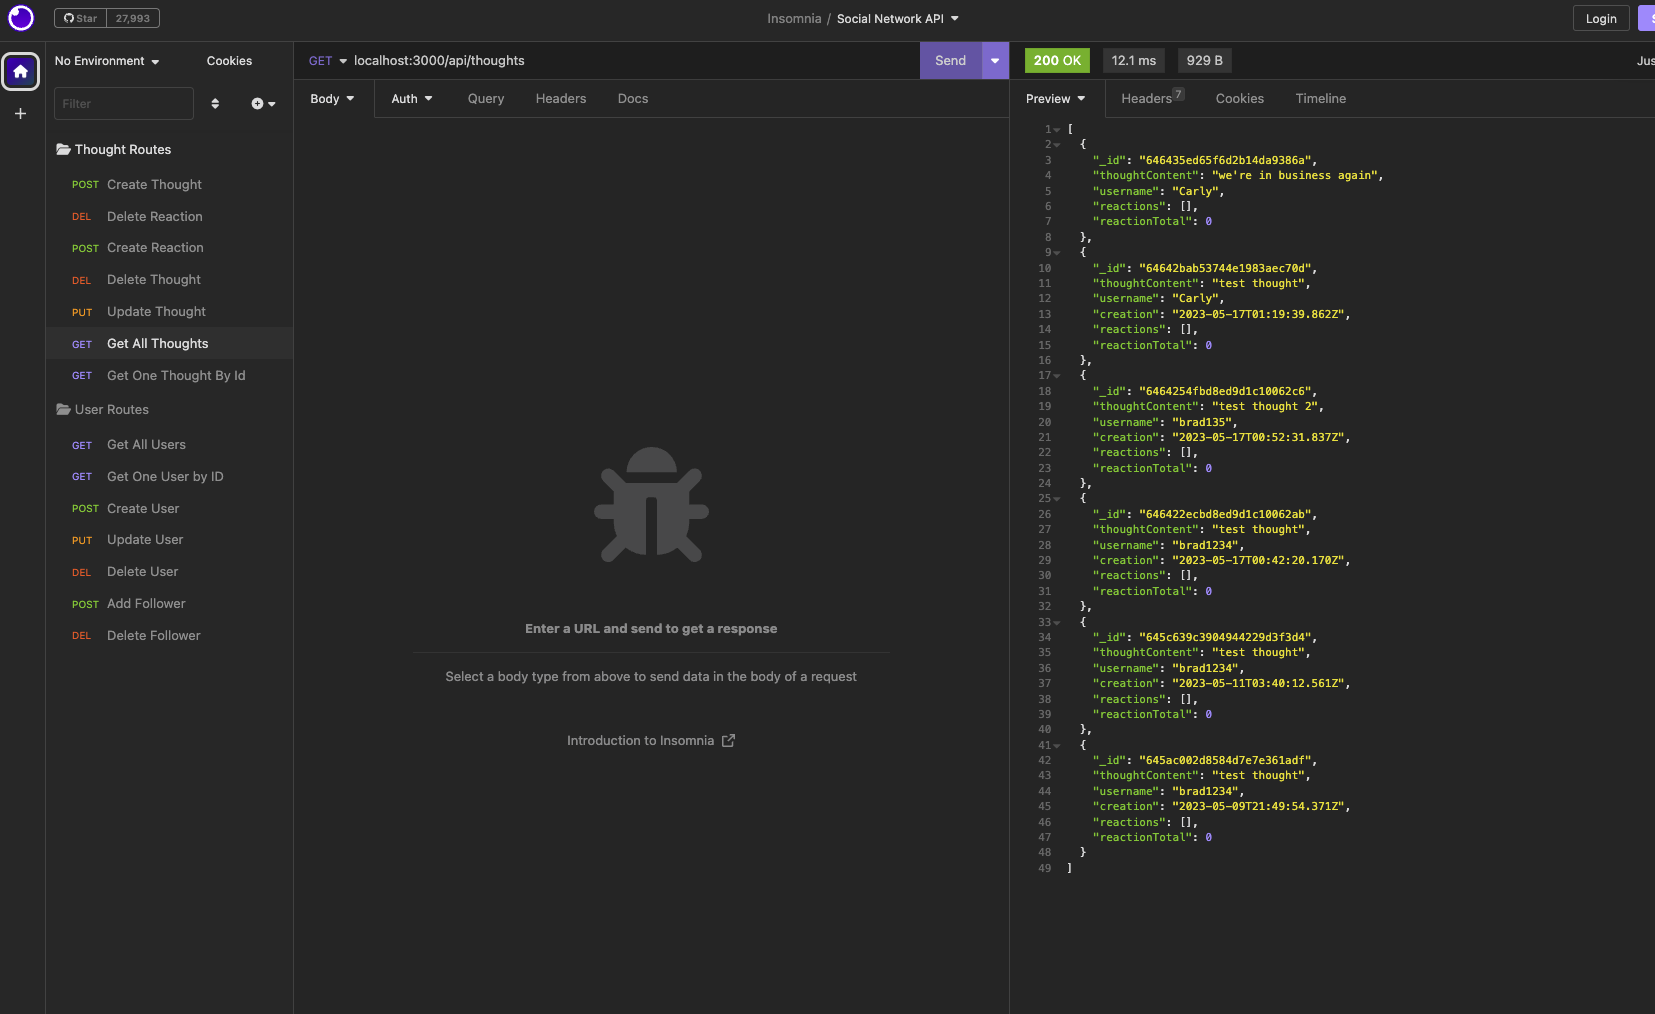 Star 27,993
Insomnia / Social Network API
Login
No Environment
Cookies
Filter
Thought Routes
POST Create Thought
DEL Delete Reaction
POST Create Reaction
DEL Delete Thought
PUT Update Thought
GET Get All Thoughts
GET Get One Thought By Id
User Routes
GET Get All Users
GET Get One User by ID
POST Create User
PUT Update User
DEL Delete User
POST Add Follower
DEL Delete Follower
GET localhost:3000/api/thoughts
Send
Body Auth Query Headers Docs
Enter a URL and send to get a response
Select a body type from above to send data in the body of a request
Introduction to Insomnia
200 OK 12.1 ms 929 B
Jus
Preview Headers 7 Cookies Timeline
1 [
2 {
3 "_id": "646435ed65f6d2b14da9386a",
4 "thoughtContent": "we're in business again",
5 "username": "Carly",
6 "reactions": [],
7 "reactionTotal": 0
8 },
9 {
10 "_id": "64642bab53744e1983aec70d",
11 "thoughtContent": "test thought",
12 "username": "Carly",
13 "creation": "2023-05-17T01:19:39.862Z",
14 "reactions": [],
15 "reactionTotal": 0
16 },
17 {
18 "_id": "6464254fbd8ed9d1c10062c6",
19 "thoughtContent": "test thought 2",
20 "username": "brad135",
21 "creation": "2023-05-17T00:52:31.837Z",
22 "reactions": [],
23 "reactionTotal": 0
24 },
25 {
26 "_id": "646422ecbd8ed9d1c10062ab",
27 "thoughtContent": "test thought",
28 "username": "brad1234",
29 "creation": "2023-05-17T00:42:20.170Z",
30 "reactions": [],
31 "reactionTotal": 0
32 },
33 {
34 "_id": "645c639c3904944229d3f3d4",
35 "thoughtContent": "test thought",
36 "username": "brad1234",
37 "creation": "2023-05-11T03:40:12.561Z",
38 "reactions": [],
39 "reactionTotal": 0
40 },
41 {
42 "_id": "645ac002d8584d7e7e361adf",
43 "thoughtContent": "test thought",
44 "username": "brad1234",
45 "creation": "2023-05-09T21:49:54.371Z",
46 "reactions": [],
47 "reactionTotal": 0
48 }
49 ]